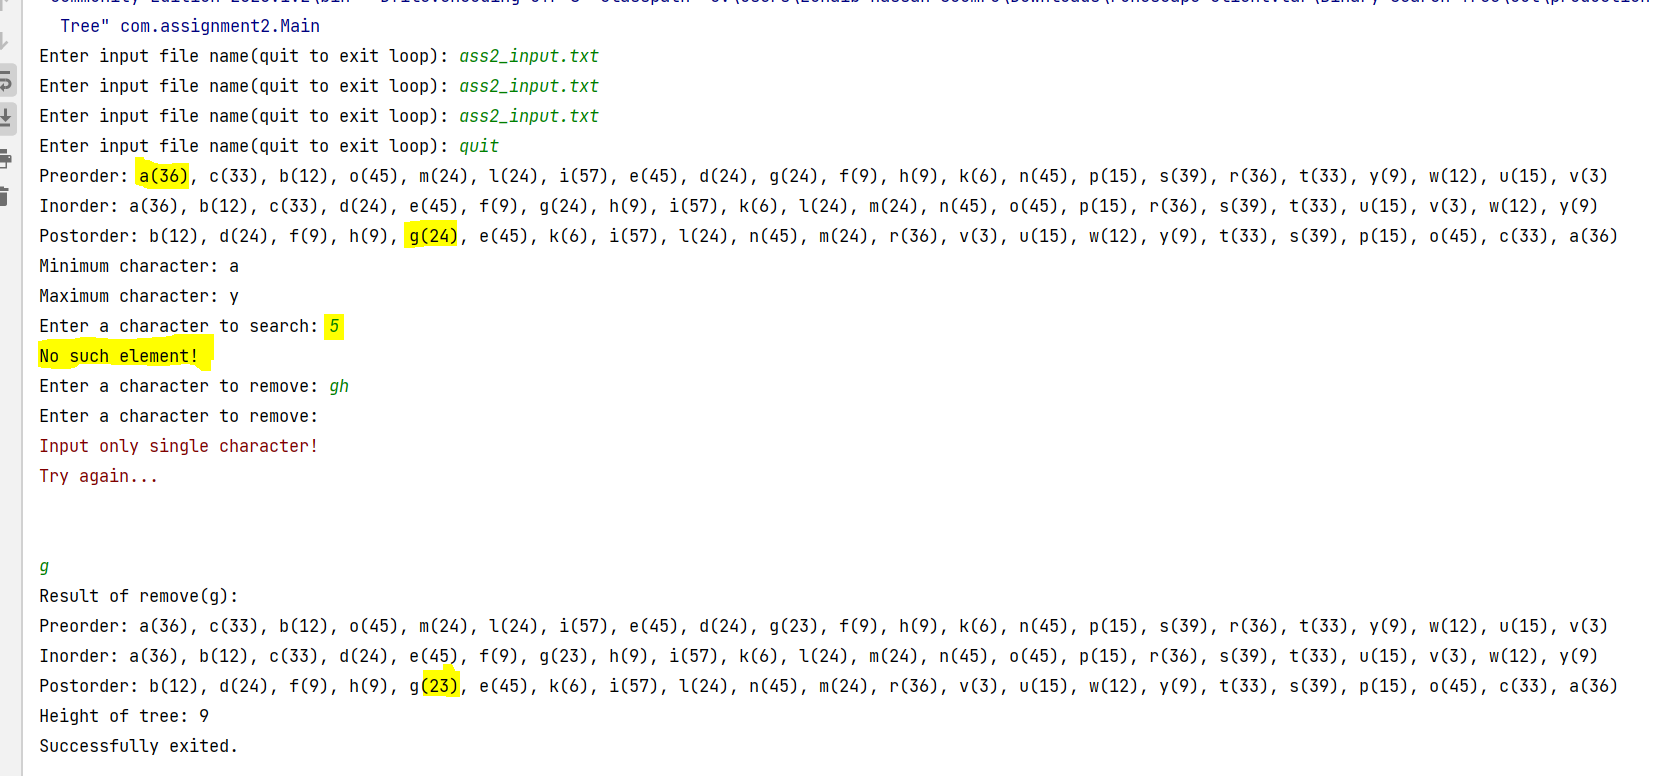 Tree" com.assignment2.Main
Enter input file name(quit to exit loop): ass2_input.txt
Enter input file name(quit to exit loop): ass2_input.txt
Enter input file name(quit to exit loop): ass2_input.txt
Enter input file name(quit to exit loop): quit
Preorder: a(36), c(33), b(12), o(45), m(24), l(24), i(57), e(45), d(24), g(24), f(9), h(9), k(6), n(45), p(15), s(39), r(36), t(33), y(9), w(12), u(15), v(3)
Inorder: a(36), b(12), c(33), d(24), e(45), f(9), g(24), h(9), i(57), k(6), l(24), m(24), n(45), o(45), p(15), r(36), s(39), t(33), u(15), v(3), w(12), y(9)
Postorder: b(12), d(24), f(9), h(9), g(24), e(45), k(6), i(57), l(24), n(45), m(24), r(36), v(3), u(15), w(12), y(9), t(33), s(39), p(15), o(45), c(33), a(36)
Minimum character: a
Maximum character: y
Enter a character to search: 5
No such element!
Enter a character to remove: gh
Enter a character to remove:
Input only single character!
Try again...
g
Result of remove(g):
Preorder: a(36), c(33), b(12), o(45), m(24), l(24), i(57), e(45), d(24), g(23), f(9), h(9), k(6), n(45), p(15), s(39), r(36), t(33), y(9), w(12), u(15), v(3)
Inorder: a(36), b(12), c(33), d(24), e(45), f(9), g(23), h(9), i(57), k(6), l(24), m(24), n(45), o(45), p(15), r(36), s(39), t(33), u(15), v(3), w(12), y(9)
Postorder: b(12), d(24), f(9), h(9), g(23), e(45), k(6), i(57), l(24), n(45), m(24), r(36), v(3), u(15), w(12), y(9), t(33), s(39), p(15), o(45), c(33), a(36)
Height of tree: 9
Successfully exited.